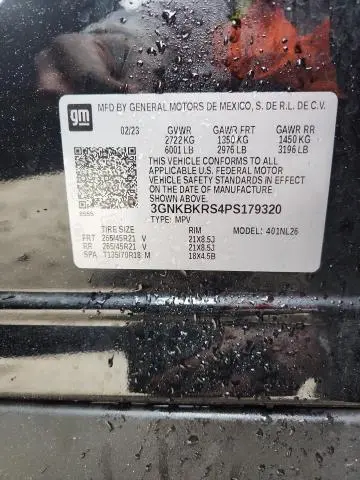 gm
MFD BY GENERAL MOTORS DE MEXICO, S. DE R.L. DE C.V.
02/23 GVWR GAWR FRT GAWR RR
2722 KG 1350 KG 1450 KG
6001 LB 2976 LB 3196 LB
THIS VEHICLE CONFORMS TO ALL
APPLICABLE U.S. FEDERAL MOTOR
VEHICLE SAFETY AND THEFT PREVENTION
STANDARDS IN EFFECT ON THE DATE OF
MANUFACTURE SHOWN ABOVE.
3GNKBKRS4PS179320
TYPE: MPV
TIRE SIZE RIM MODEL: 401NL26
FRT 265/45R21 V 21X8.5J
RR 265/45R21 V 21X8.5J
SPA T135/70R18 M 18X4.5B